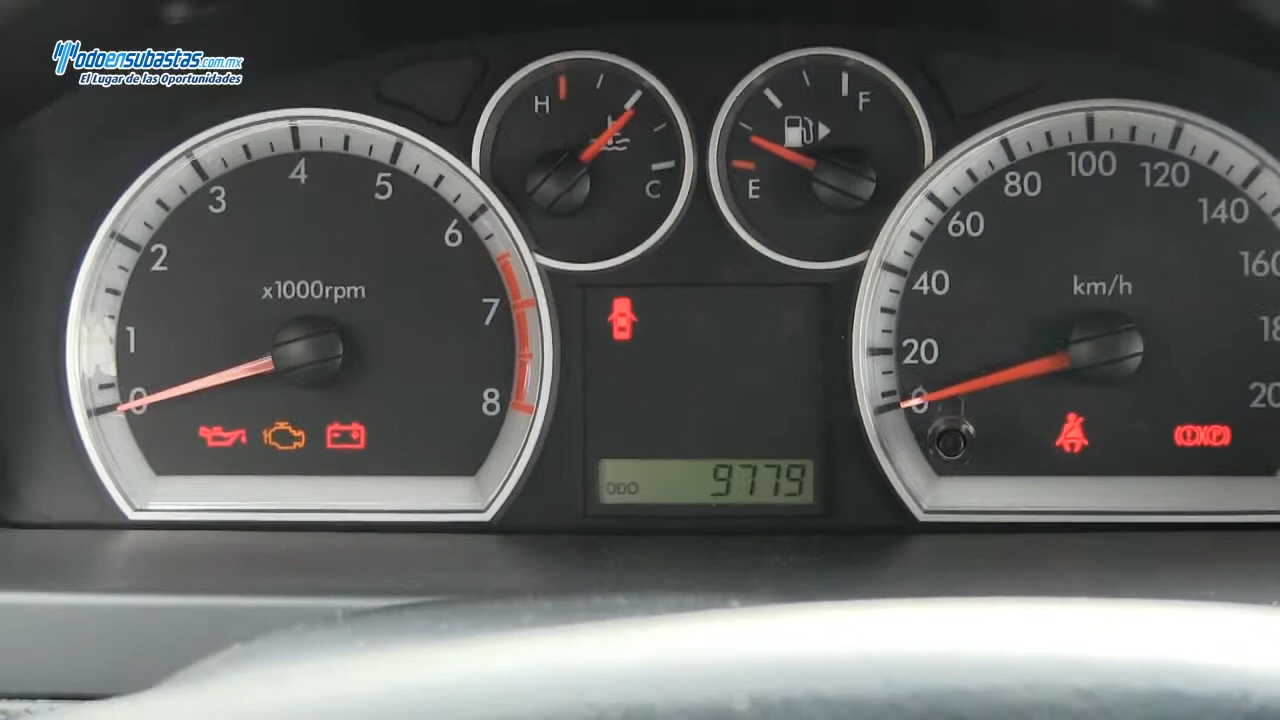 Todoensubastas.com.mx
El Lugar de las Oportunidades
H
C
F
E
0
1
2
3
4
5
6
7
8
x1000rpm
0
20
40
60
80
100
120
140
160
km/h
ODO 9779
P